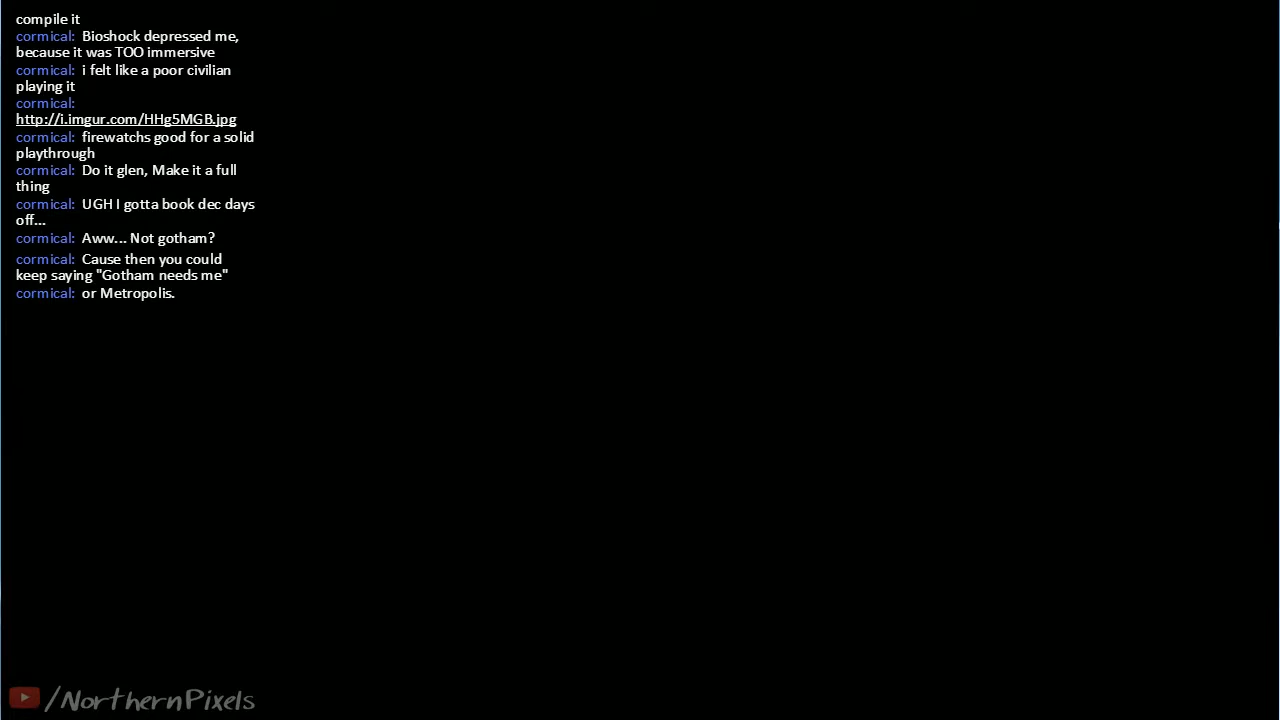 compile it
cormical: Bioshock depressed me,
because it was TOO immersive
cormical: i felt like a poor civilian
playing it
cormical:
http://i.imgur.com/HHg5MGB.jpg
cormical: firewatchs good for a solid
playthrough
cormical: Do it glen, Make it a full
thing
cormical: UGH I gotta book dec days
off...
cormical: Aww... Not gotham?
cormical: Cause then you could
keep saying "Gotham needs me"
cormical: or Metropolis.
/NorthernPixels